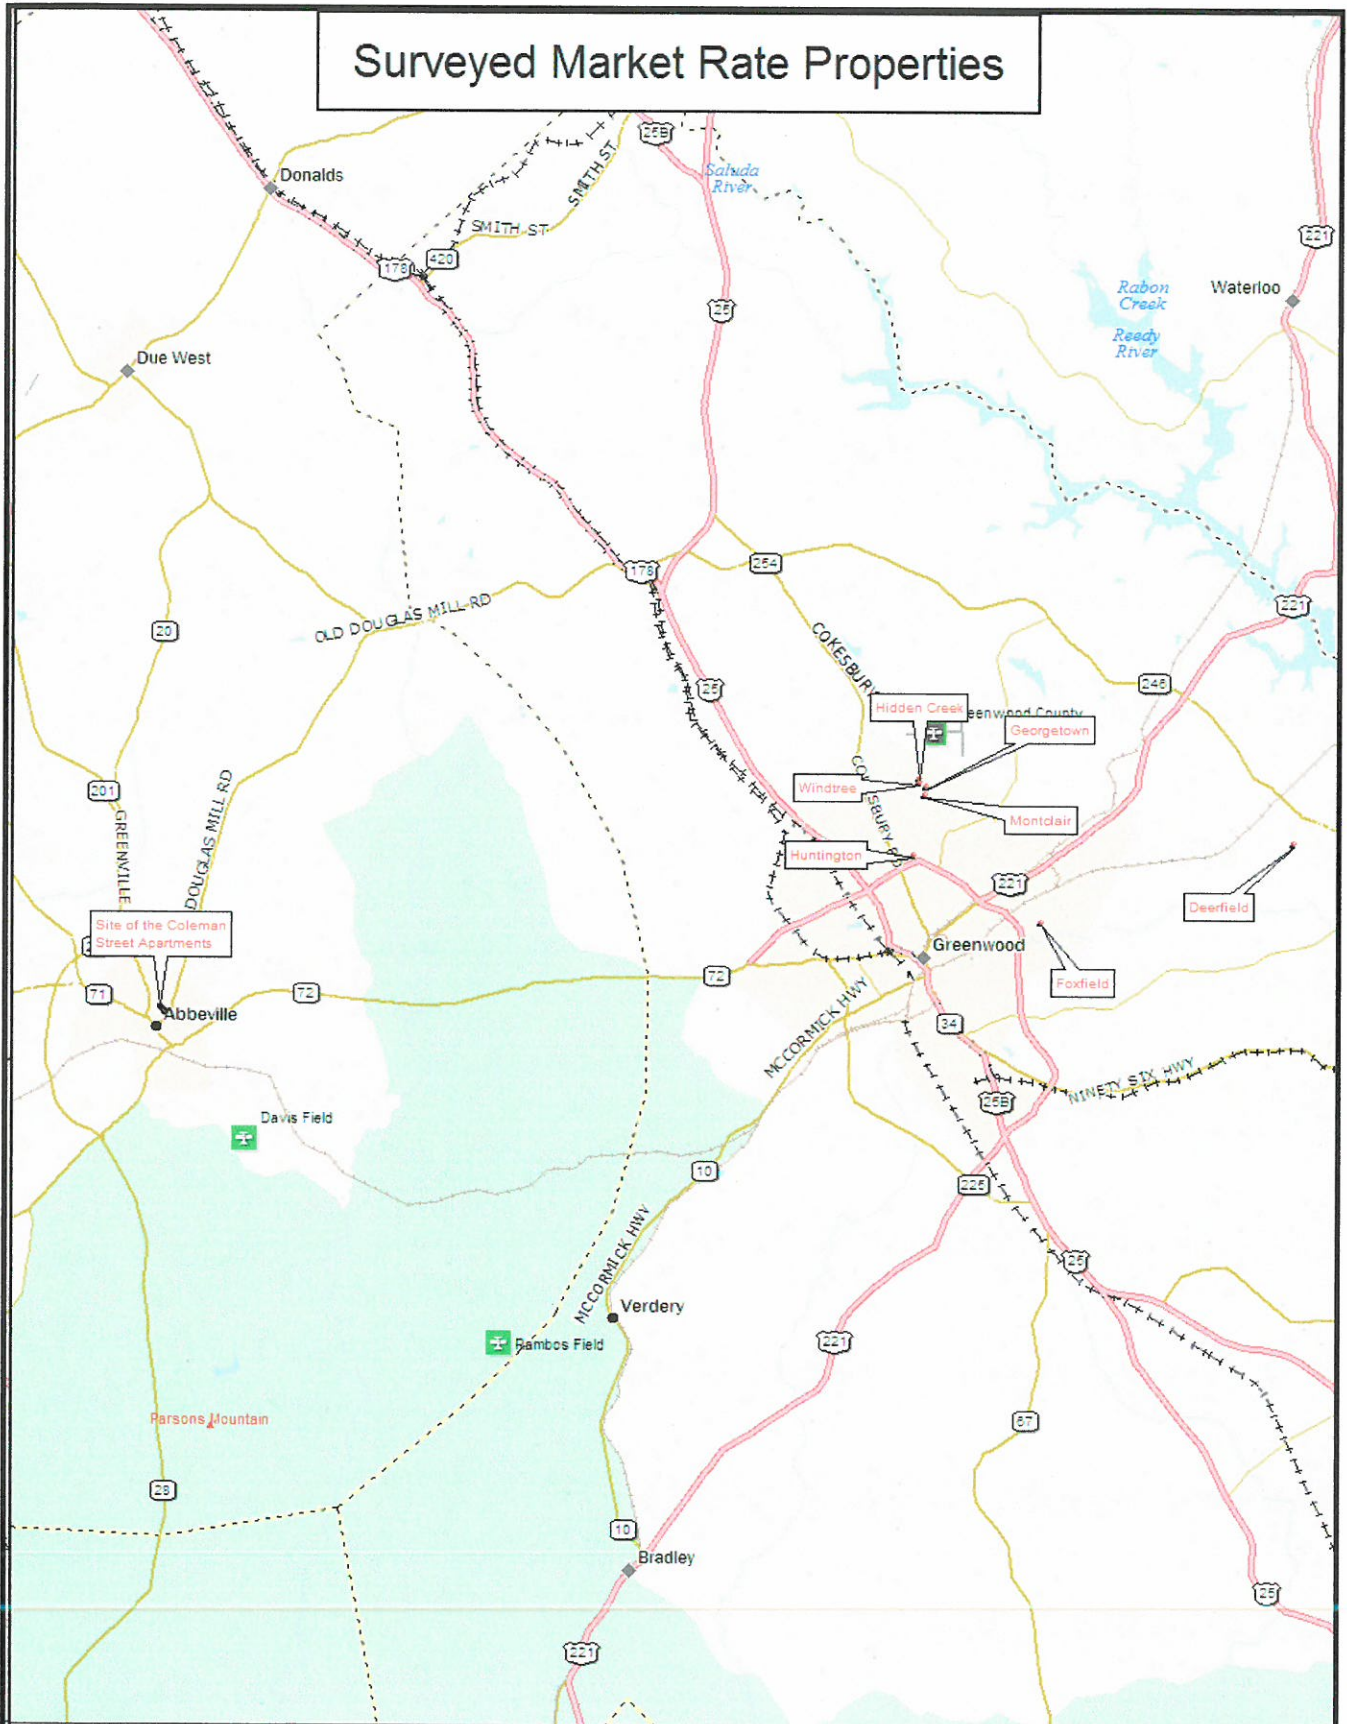 Surveyed Market Rate Properties
25B
Saluda
River
SMITH ST
Donalds
SMITH ST
420
178
221
25
Rabon
Creek
Waterloo
Reedy
River
Due West
254
178
221
OLD DOUGLAS MILL RD
20
COKESBURY
246
25
Hidden Creek
eenwood County
Georgetown
201
Windtree
Montclair
GREENVILLE
DOUGLAS MILL RD
SBURY RD
Huntington
221
Deerfield
Site of the Coleman
Street Apartments
Greenwood
72
Foxfield
71
72
Abbeville
MCCORMICK HWY
34
NINETY SIX HWY
25B
Davis Field
10
225
MCCORMICK HWY
25
Verdery
221
Rambos Field
Parsons Mountain
67
28
10
Bradley
25
221